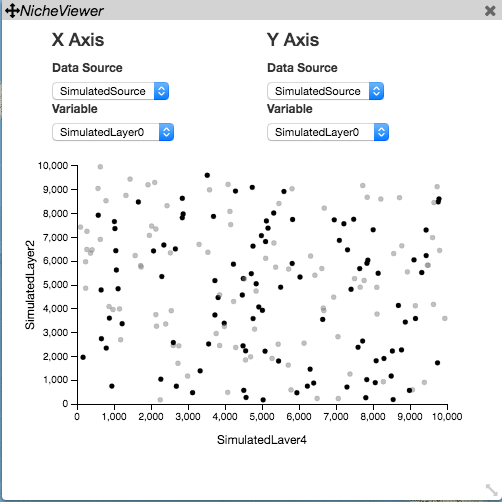 NicheViewer
X Axis Y Axis
Data Source Data Source
SimulatedSource SimulatedSource
Variable Variable
SimulatedLayer0 SimulatedLayer0
10,000
9,000
8,000
7,000
6,000
5,000
4,000
3,000
2,000
1,000
0
SimulatedLayer2
0 1,000 2,000 3,000 4,000 5,000 6,000 7,000 8,000 9,000 10,000
SimulatedLayer4